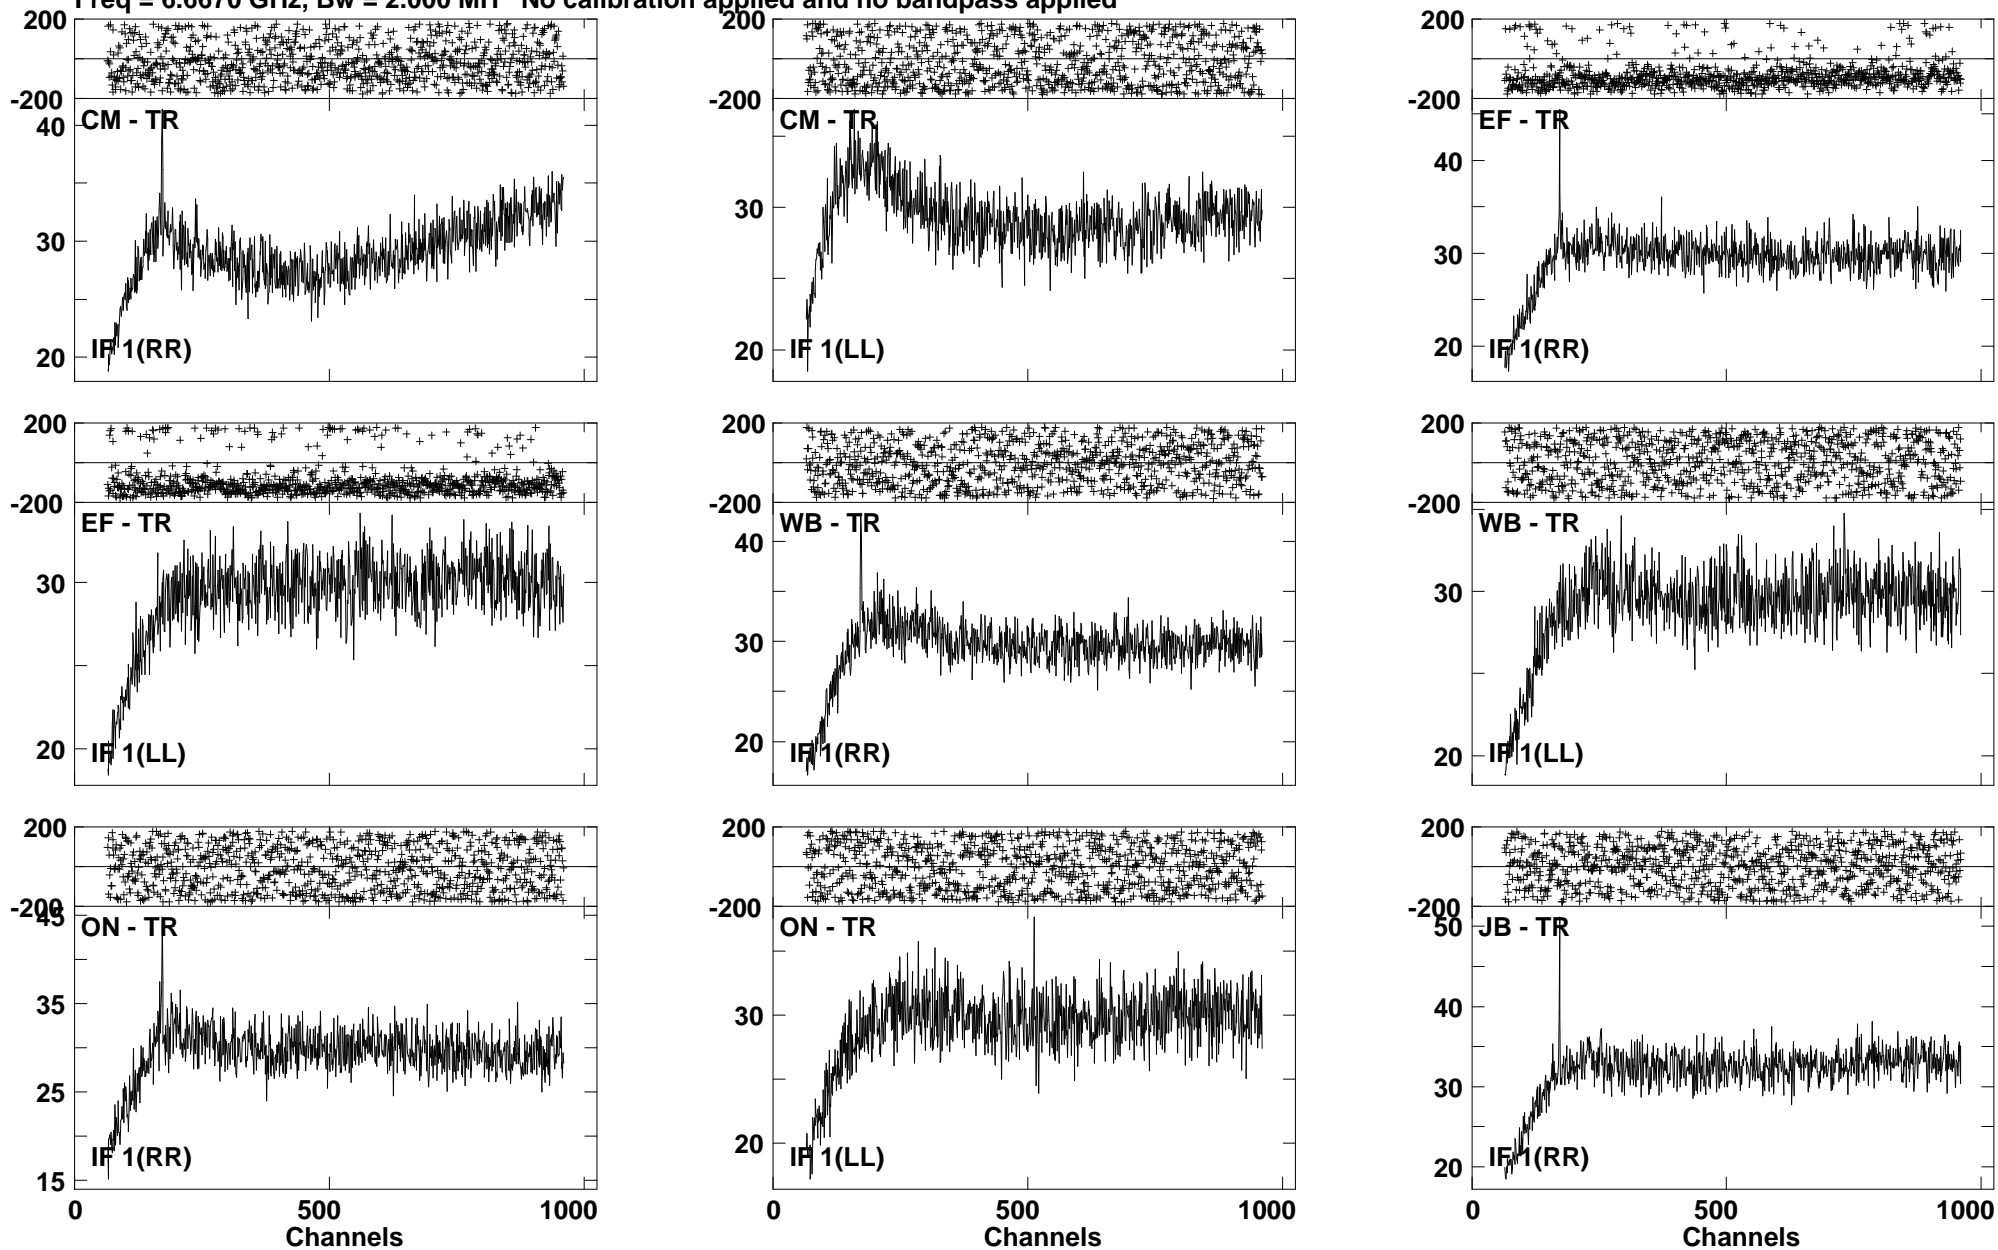 Freq = 6.6670 GHz, Bw = 2.000 MH No calibration applied and no bandpass applied
200
-200
40
30
20
CM - TR
IF 1(RR)
200
-200
30
20
CM - TR
IF 1(LL)
200
-200
40
30
20
EF - TR
IF 1(RR)
200
-200
30
20
EF - TR
IF 1(LL)
200
-200
40
30
20
WB - TR
IF 1(RR)
200
-200
30
20
WB - TR
IF 1(LL)
200
-200
45
35
25
15
ON - TR
IF 1(RR)
0 500 1000
Channels
200
-200
30
20
ON - TR
IF 1(LL)
0 500 1000
Channels
200
-200
50
40
30
20
JB - TR
IF 1(RR)
0 500 1000
Channels